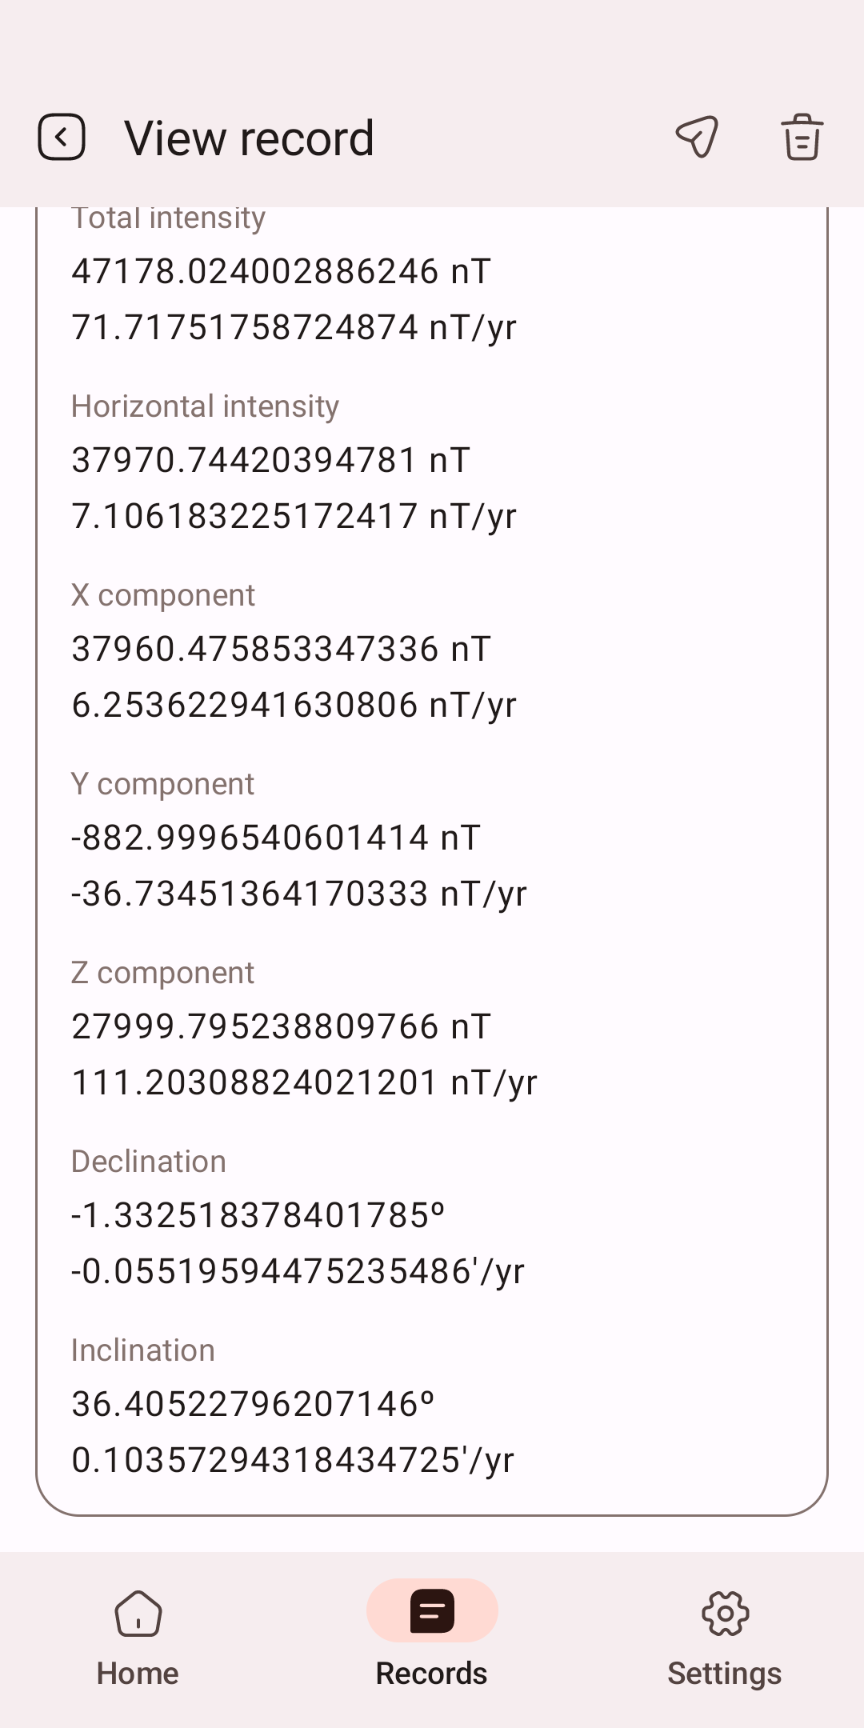 View record
Total intensity
47178.024002886246 nT
71.71751758724874 nT/yr
Horizontal intensity
37970.74420394781 nT
7.106183225172417 nT/yr
X component
37960.475853347336 nT
6.253622941630806 nT/yr
Y component
-882.9996540601414 nT
-36.73451364170333 nT/yr
Z component
27999.795238809766 nT
111.20308824021201 nT/yr
Declination
-1.332518378401785º
-0.05519594475235486'/yr
Inclination
36.40522796207146º
0.10357294318434725'/yr
Home
Records
Settings